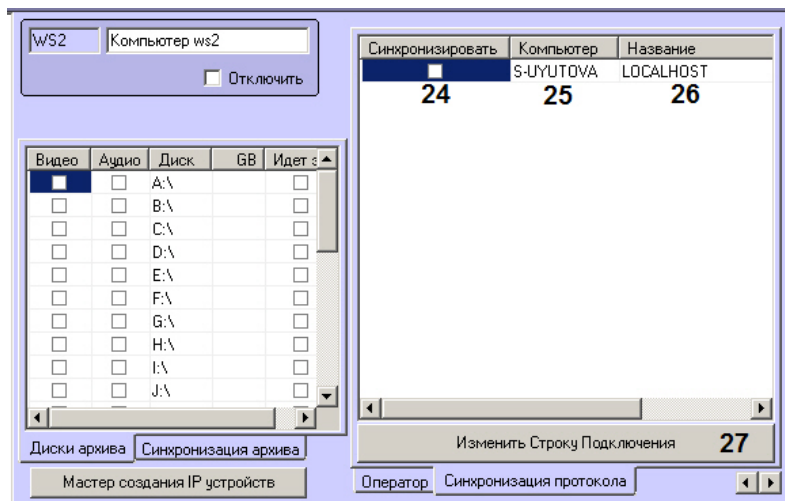 WS2 Компьютер ws2
Отключить
Видео Аудио Диск GB Идет з
A:\
B:\
C:\
D:\
E:\
F:\
G:\
H:\
I:\
J:\
Диски архива Синхронизация архива
Мастер создания IP устройств
Синхронизировать Компьютер Название
S-UYUTOVA LOCALHOST
24 25 26
Изменить Строку Подключения 27
Оператор Синхронизация протокола